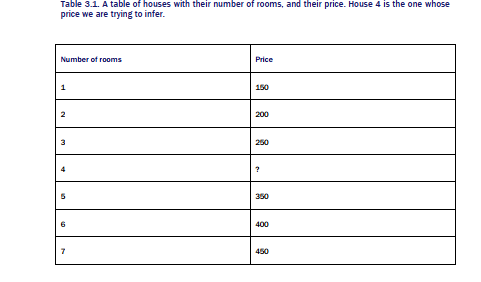 Table 3.1. A table of houses with their number of rooms, and their price. House 4 is the one whose
price we are trying to infer.
Number of rooms Price
1 150
2 200
3 250
4 ?
5 350
6 400
7 450